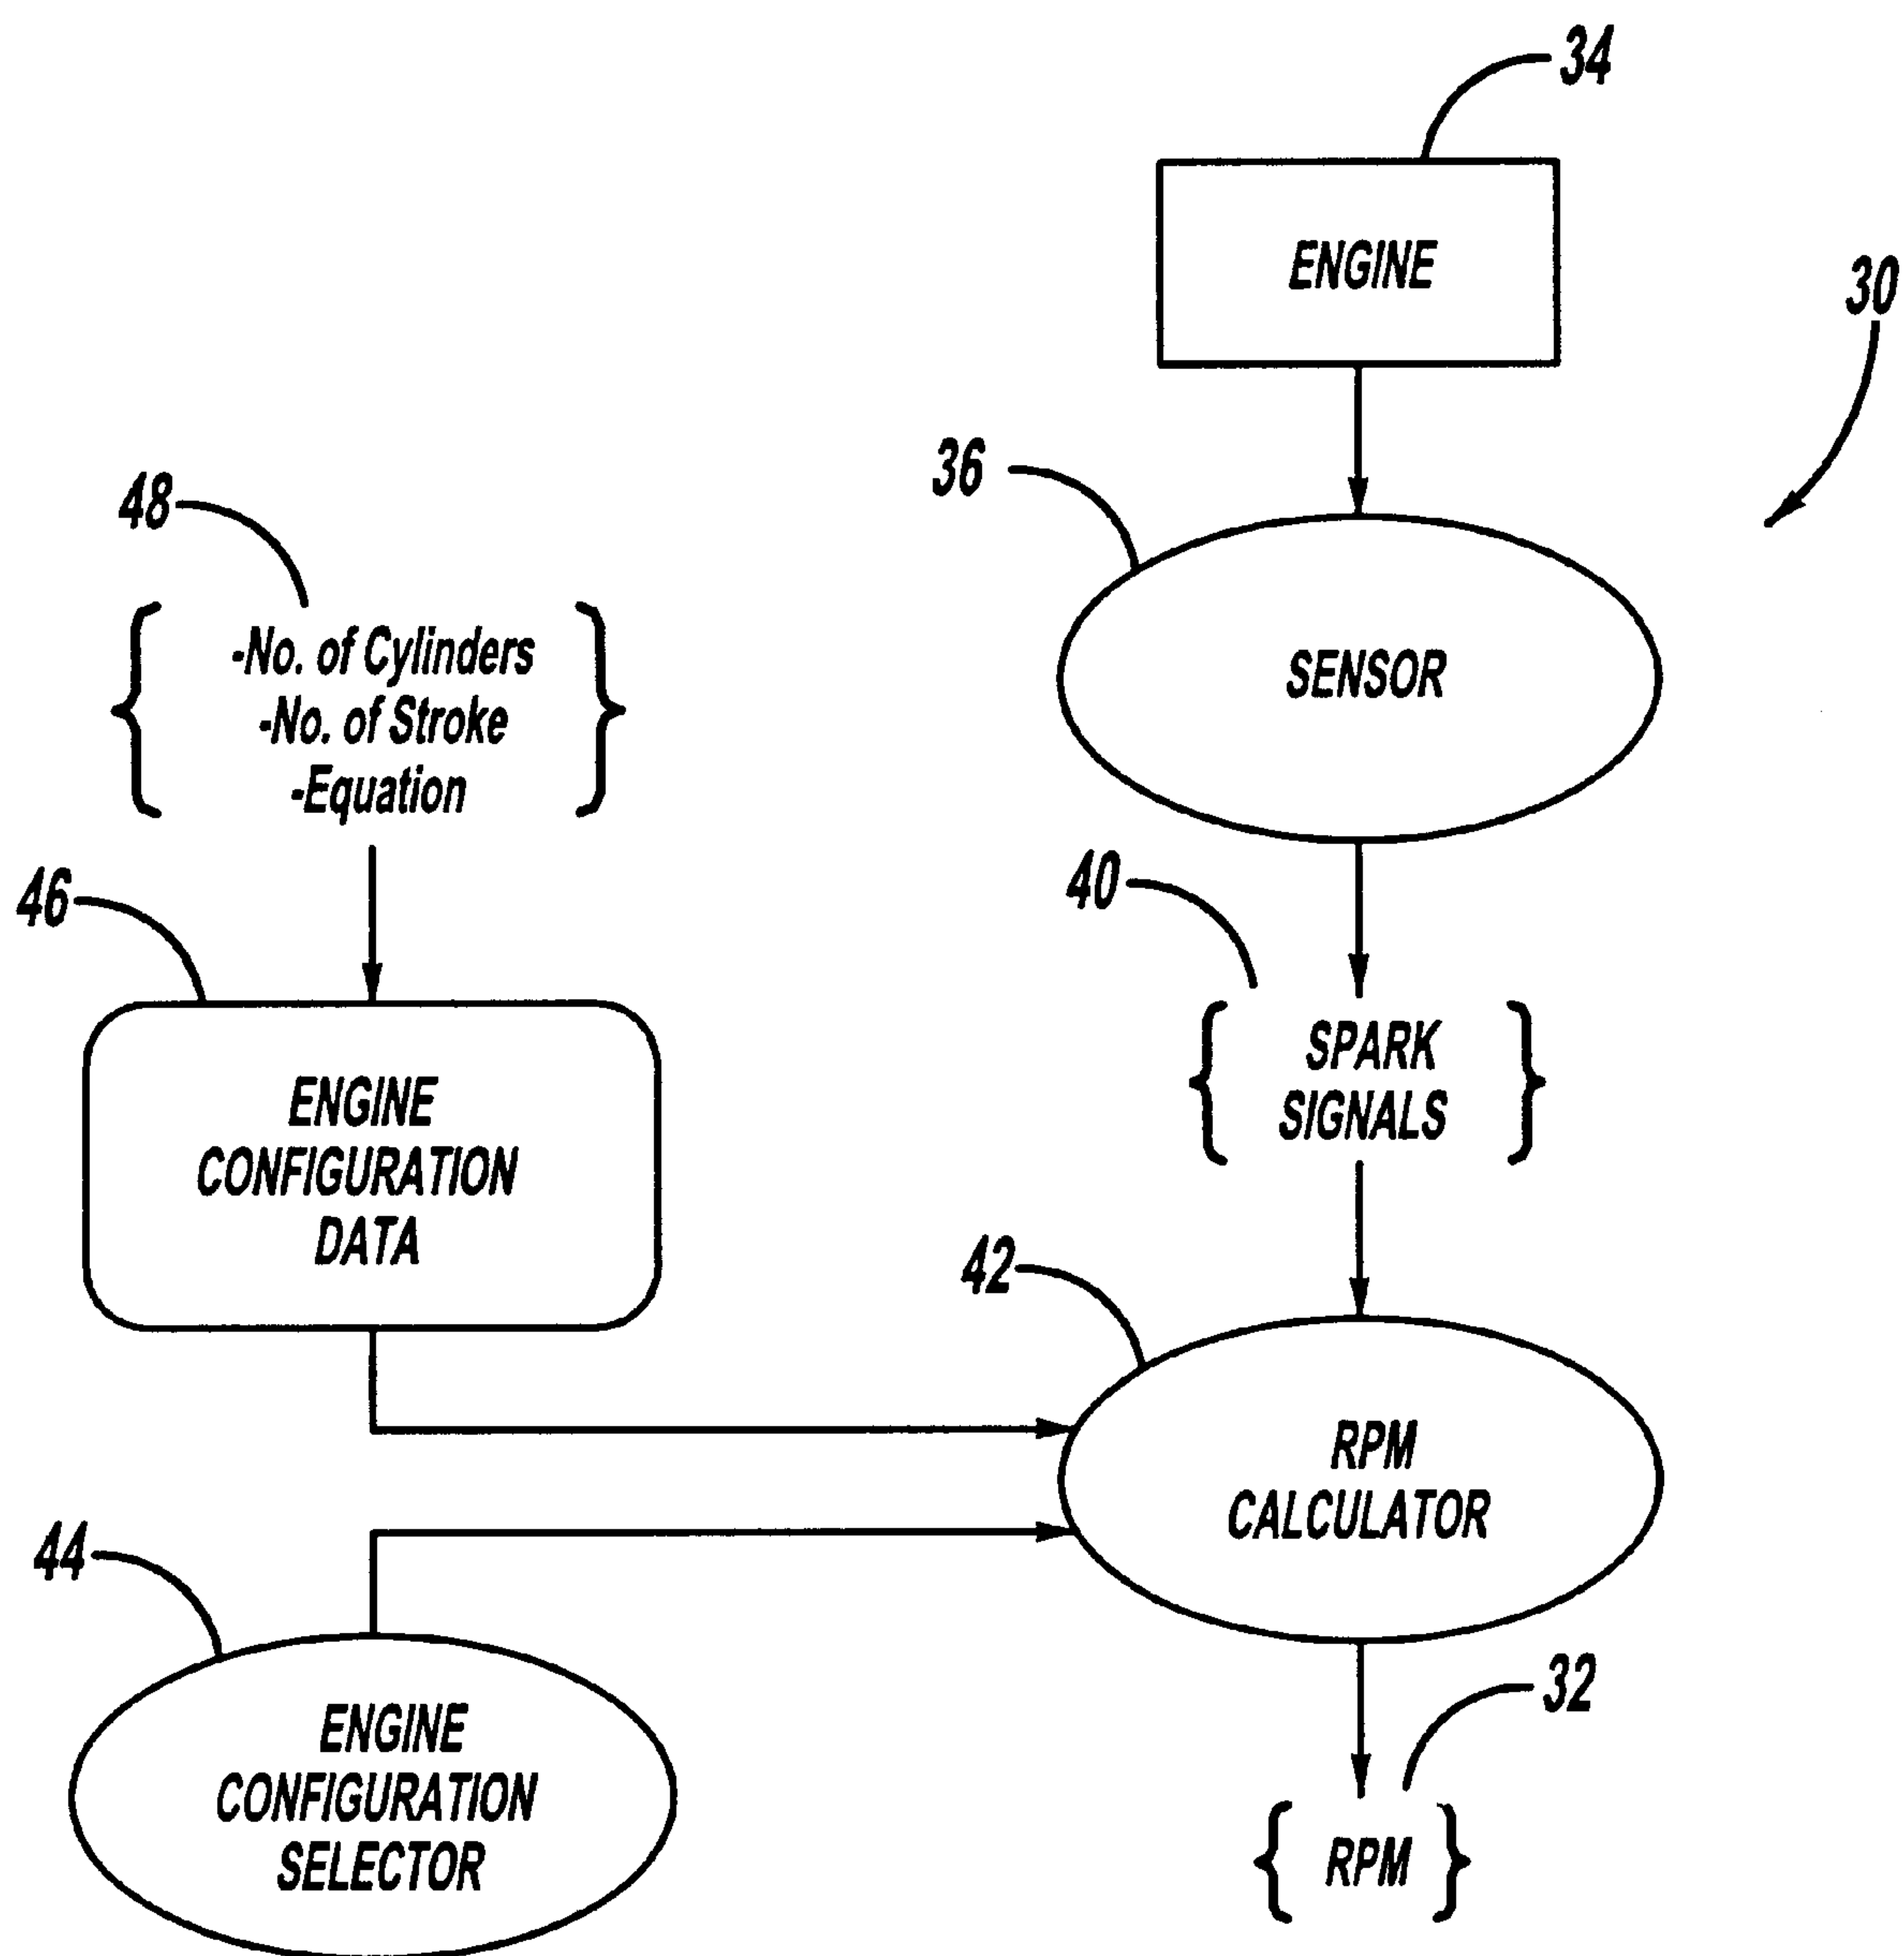 34
ENGINE
30
36
SENSOR
48
-No. of Cylinders
-No. of Stroke
-Equation
46
ENGINE
CONFIGURATION
DATA
40
SPARK
SIGNALS
42
RPM
CALCULATOR
44
ENGINE
CONFIGURATION
SELECTOR
32
RPM